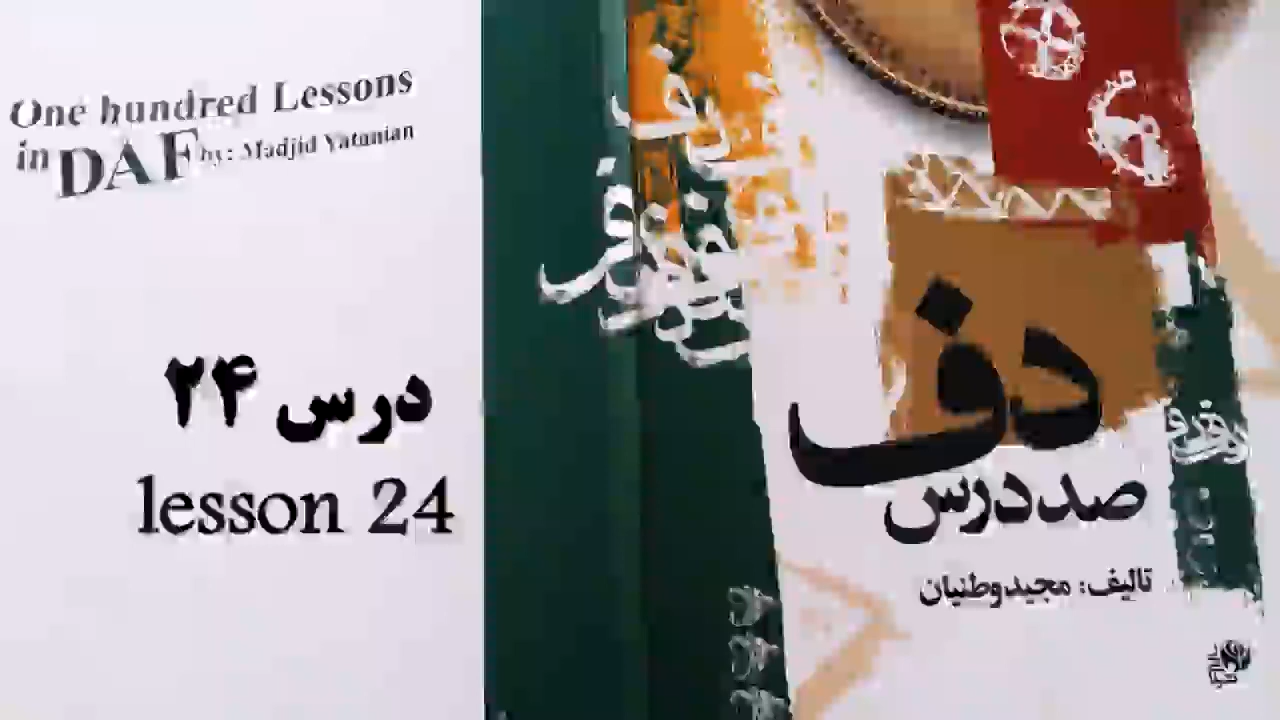 One hundred Lessons
in DAF by: Madjid Vatanian
درس ۲۴
lesson 24
دف
صد درس
تالیف: مجید وطنیان